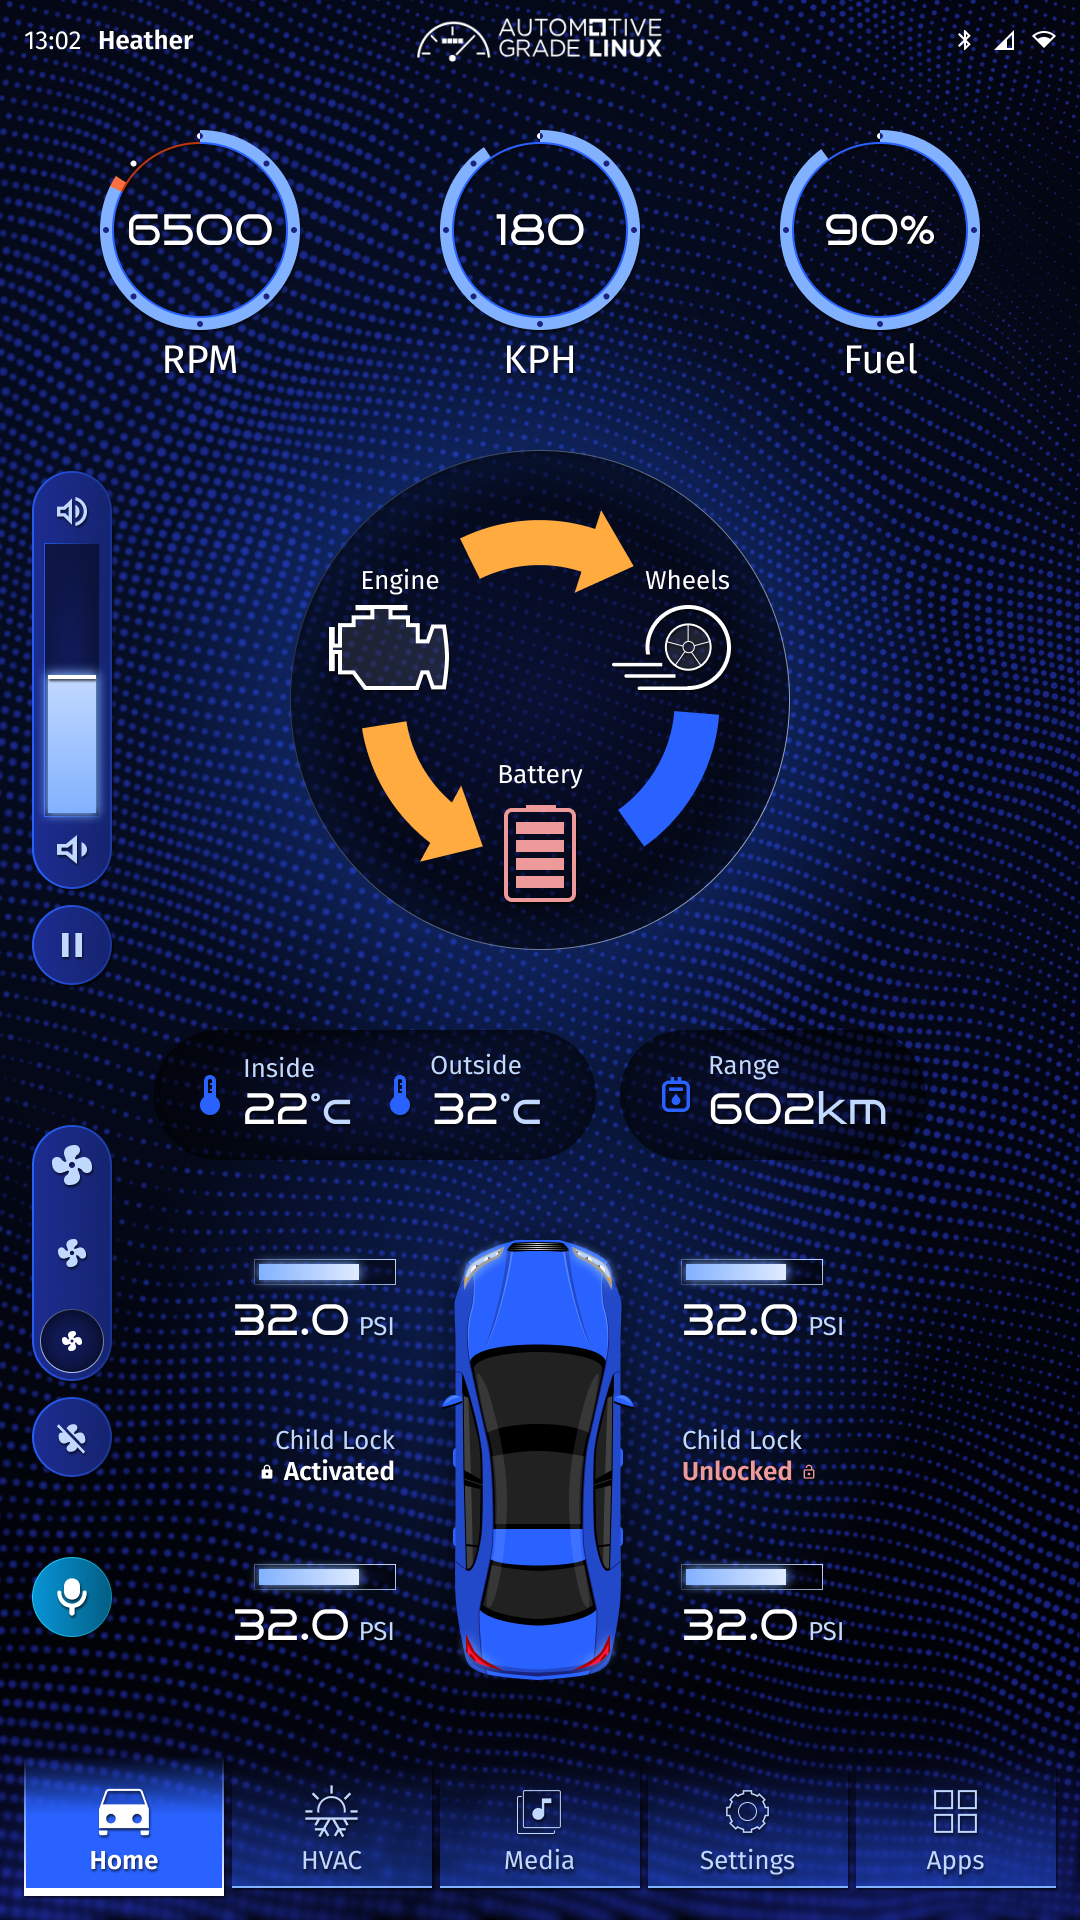 13:02 Heather
AUTOMOTIVE
GRADE LINUX
6500
180
90%
RPM
KPH
Fuel
Engine
Wheels
Battery
Inside
22°c
Outside
32°c
Range
602km
32.0 PSI
32.0 PSI
Child Lock
Activated
Child Lock
Unlocked
32.0 PSI
32.0 PSI
Home
HVAC
Media
Settings
Apps